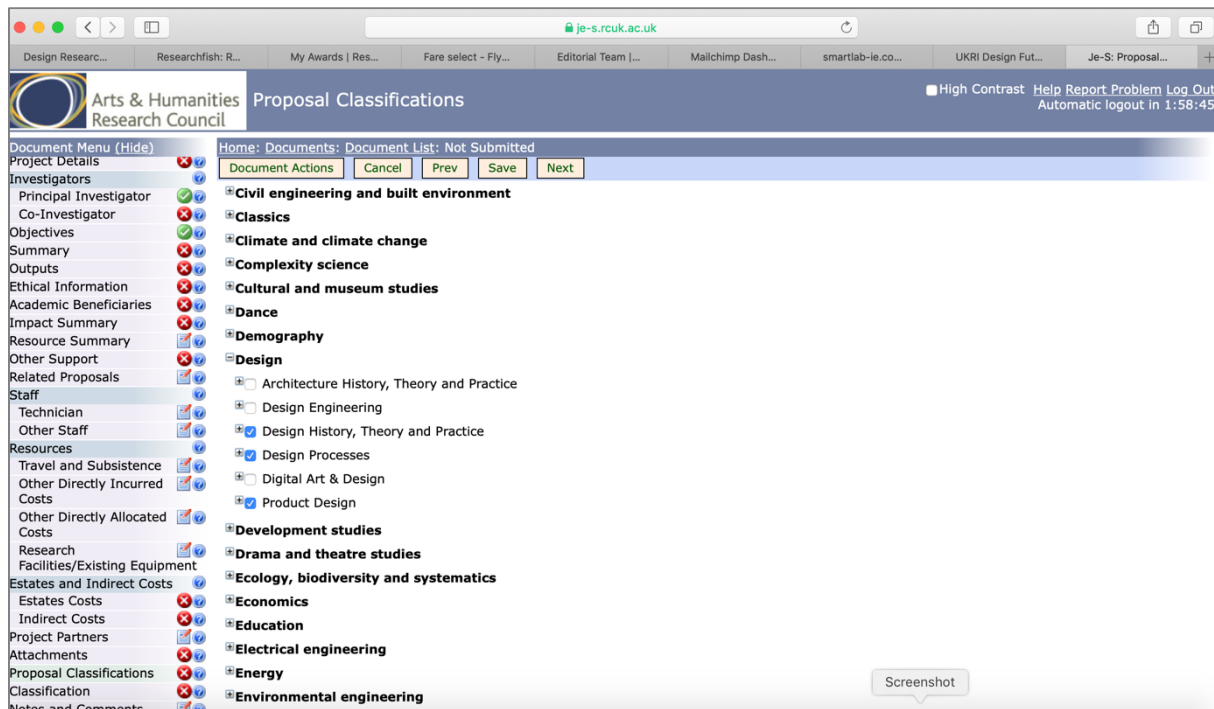 je-s.rcuk.ac.uk
Design Researc... Researchfish: R... My Awards | Res... Fare select - Fly... Editorial Team |... Mailchimp Dash... smartlab-ie.co... UKRI Design Fut... Je-S: Proposal...
Arts & Humanities
Research Council
Proposal Classifications
High Contrast Help Report Problem Log Out
Automatic logout in 1:58:45
Document Menu (Hide)
Project Details
Investigators
Principal Investigator
Co-Investigator
Objectives
Summary
Outputs
Ethical Information
Academic Beneficiaries
Impact Summary
Resource Summary
Other Support
Related Proposals
Staff
Technician
Other Staff
Resources
Travel and Subsistence
Other Directly Incurred
Costs
Other Directly Allocated
Costs
Research
Facilities/Existing Equipment
Estates and Indirect Costs
Estates Costs
Indirect Costs
Project Partners
Attachments
Proposal Classifications
Classification
Notes and Comments
Home: Documents: Document List: Not Submitted
Document Actions Cancel Prev Save Next
Civil engineering and built environment
Classics
Climate and climate change
Complexity science
Cultural and museum studies
Dance
Demography
Design
Architecture History, Theory and Practice
Design Engineering
Design History, Theory and Practice
Design Processes
Digital Art & Design
Product Design
Development studies
Drama and theatre studies
Ecology, biodiversity and systematics
Economics
Education
Electrical engineering
Energy
Environmental engineering
Screenshot